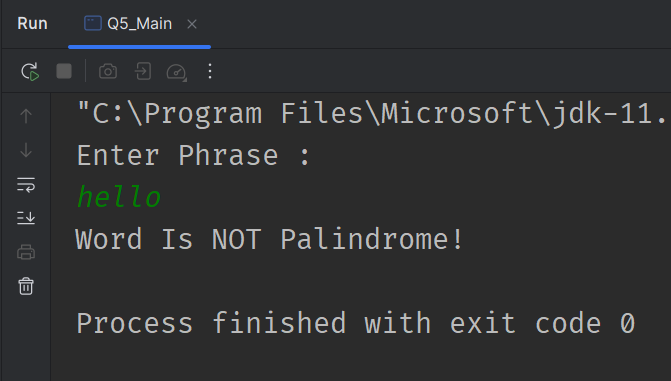 Run Q5_Main
"C:\Program Files\Microsoft\jdk-11.
Enter Phrase :
hello
Word Is NOT Palindrome!
Process finished with exit code 0